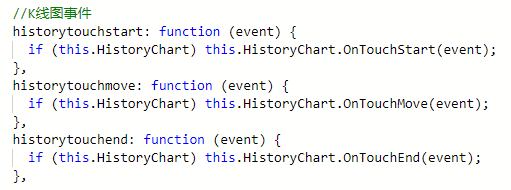 //K线图事件
historytouchstart: function (event) {
  if (this.HistoryChart) this.HistoryChart.OnTouchStart(event);
},
historytouchmove: function (event) {
  if (this.HistoryChart) this.HistoryChart.OnTouchMove(event);
},
historytouchend: function (event) {
  if (this.HistoryChart) this.HistoryChart.OnTouchEnd(event);
},